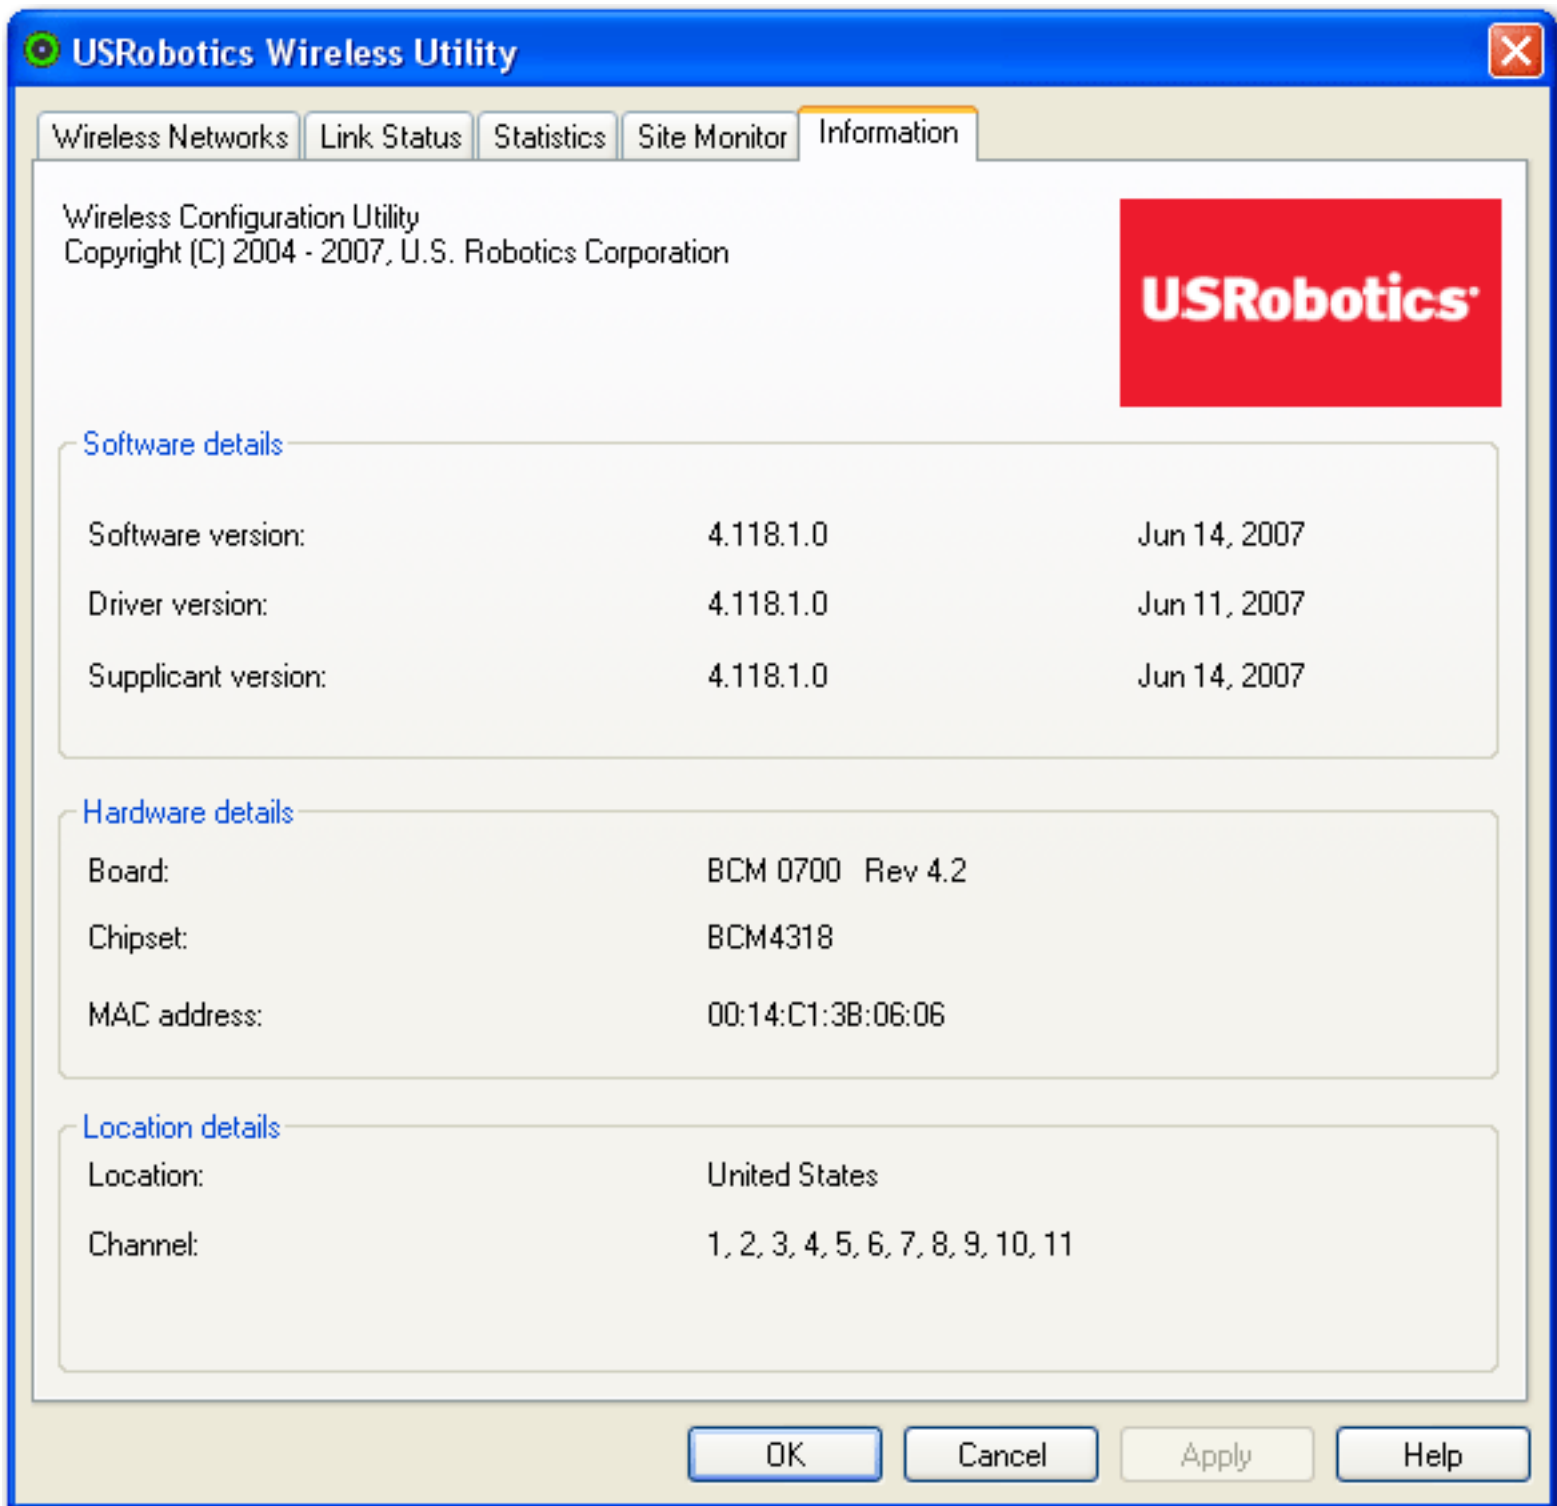 USRobotics Wireless Utility
Wireless Networks Link Status Statistics Site Monitor Information
Wireless Configuration Utility
Copyright (C) 2004 - 2007, U.S. Robotics Corporation
USRobotics
Software details
Software version: 4.118.1.0 Jun 14, 2007
Driver version: 4.118.1.0 Jun 11, 2007
Supplicant version: 4.118.1.0 Jun 14, 2007
Hardware details
Board: BCM 0700 Rev 4.2
Chipset: BCM4318
MAC address: 00:14:C1:3B:06:06
Location details
Location: United States
Channel: 1, 2, 3, 4, 5, 6, 7, 8, 9, 10, 11
OK Cancel Apply Help